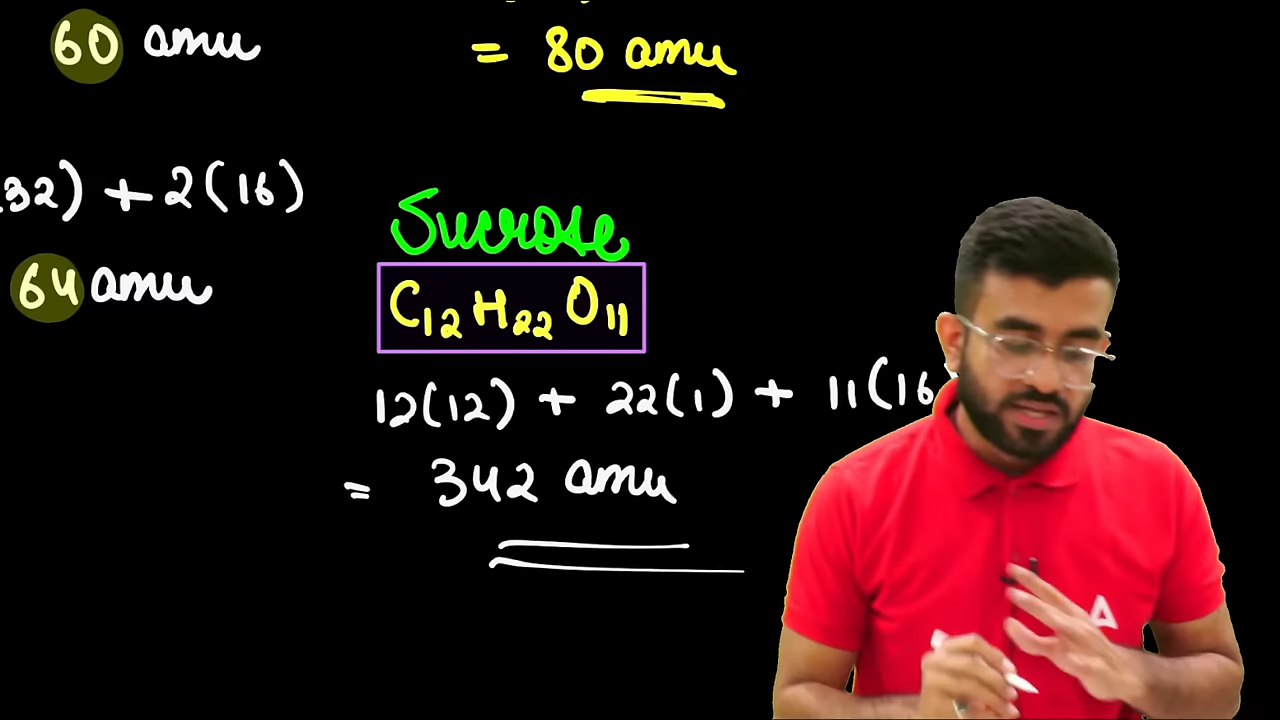 60 amu
= 80 amu
32) + 2(16)
64 amu
Sucrose
C₁₂H₂₂O₁₁
12(12) + 22(1) + 11(16
= 342 amu